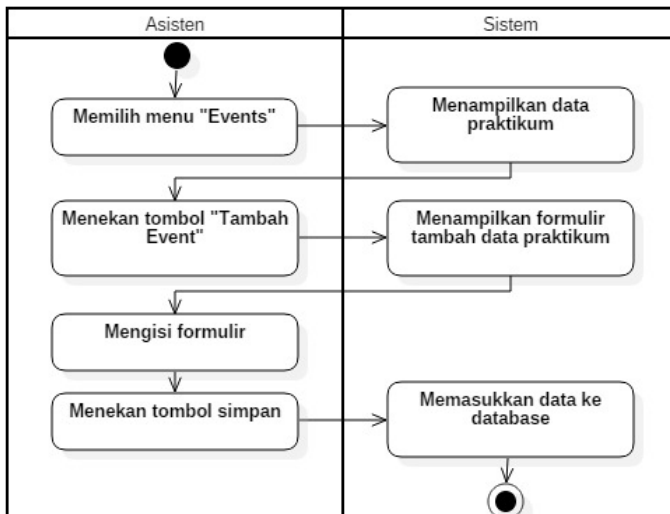 Asisten
Sistem
Memilih menu "Events"
Menampilkan data
praktikum
Menekan tombol "Tambah
Event"
Menampilkan formulir
tambah data praktikum
Mengisi formulir
Menekan tombol simpan
Memasukkan data ke
database